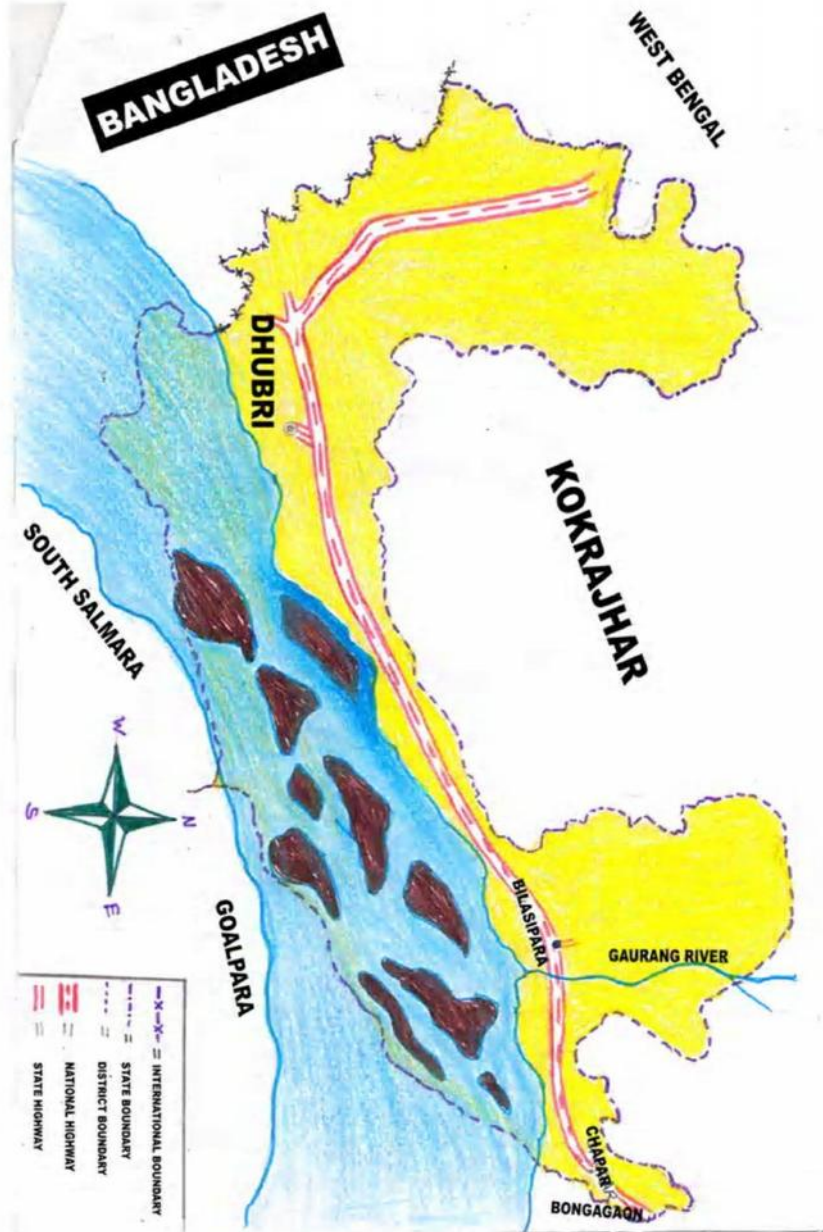 BANGLADESH
WEST BENGAL
DHUBRI
KOKRAJHAR
SOUTH SALMARA
W
N
S
E
GOALPARA
BILASIPARA
GAURANG RIVER
CHAPAR
BONGAGAON
-X-X- = INTERNATIONAL BOUNDARY
= STATE BOUNDARY
= DISTRICT BOUNDARY
= NATIONAL HIGHWAY
= STATE HIGHWAY